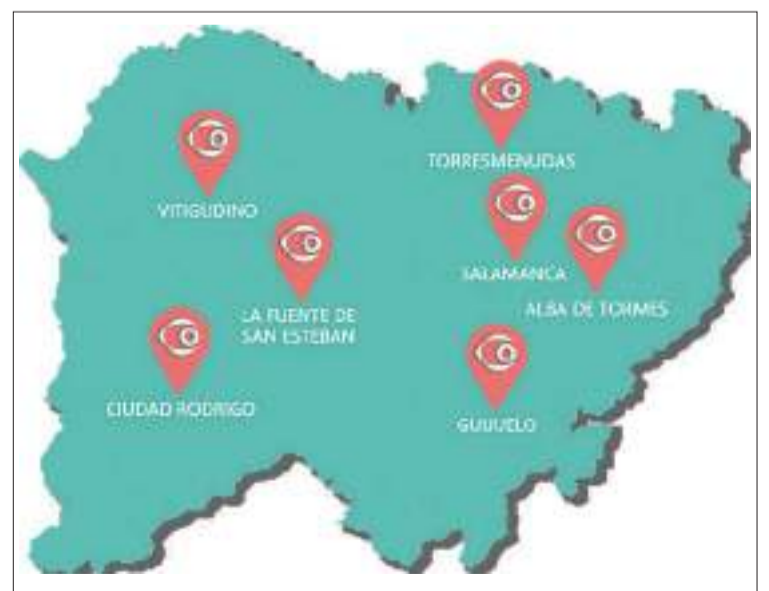 TORRESMENUDAS
VITIGUDINO
SALAMANCA
ALBA DE TORMES
LA FUENTE DE
SAN ESTEBAN
CIUDAD RODRIGO
GUIJUELO